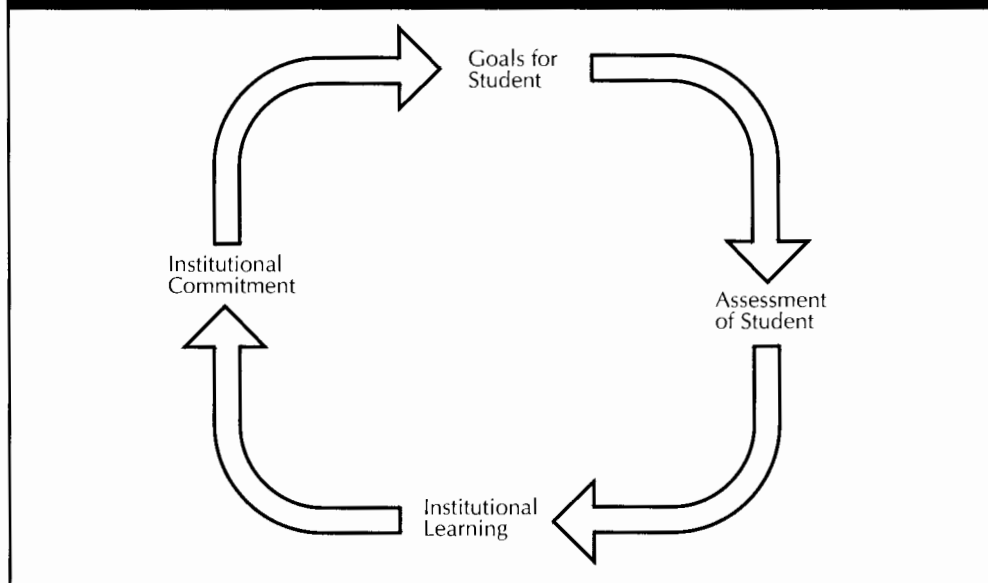 Goals for
Student
Institutional
Commitment
Assessment
of Student
Institutional
Learning